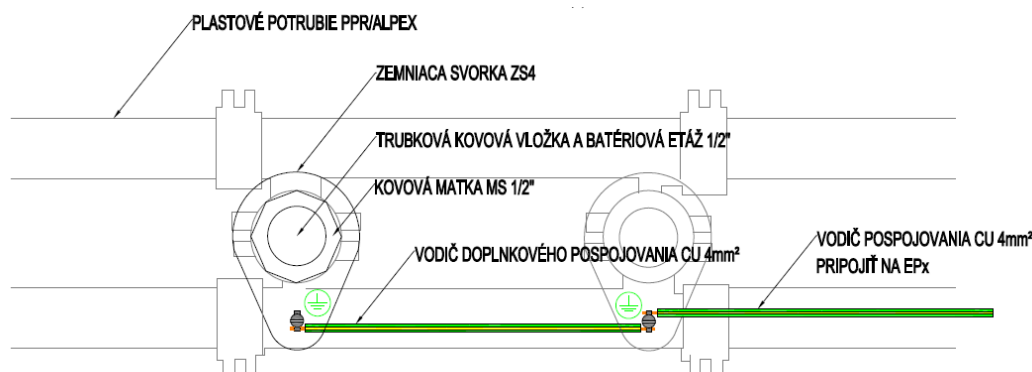 PLASTOVÉ POTRUBIE PPR/ALPEX
ZEMNIACA SVORKA ZS4
TRUBKOVÁ KOVOVÁ VLOŽKA A BATÉRIOVÁ ETÁŽ 1/2"
KOVOVÁ MATKA MS 1/2"
VODIČ DOPLNKOVÉHO POSPOJOVANIA CU 4mm²
VODIČ POSPOJOVANIA CU 4mm²
PRIPOJIŤ NA EPx